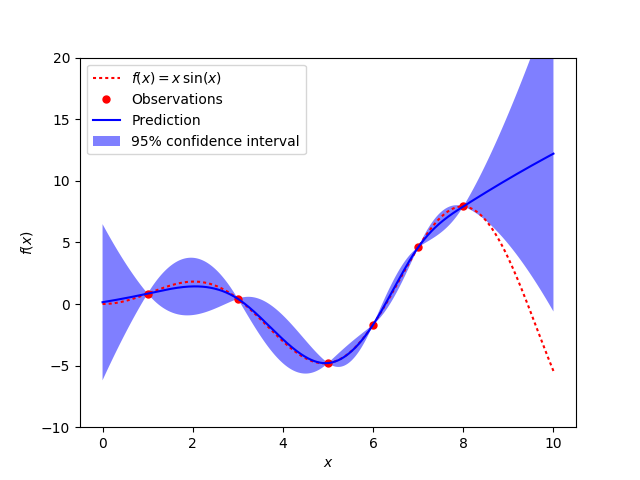 f(x) = x sin(x)
Observations
Prediction
95% confidence interval
20
15
10
5
0
−5
−10
f(x)
0
2
4
6
8
10
x